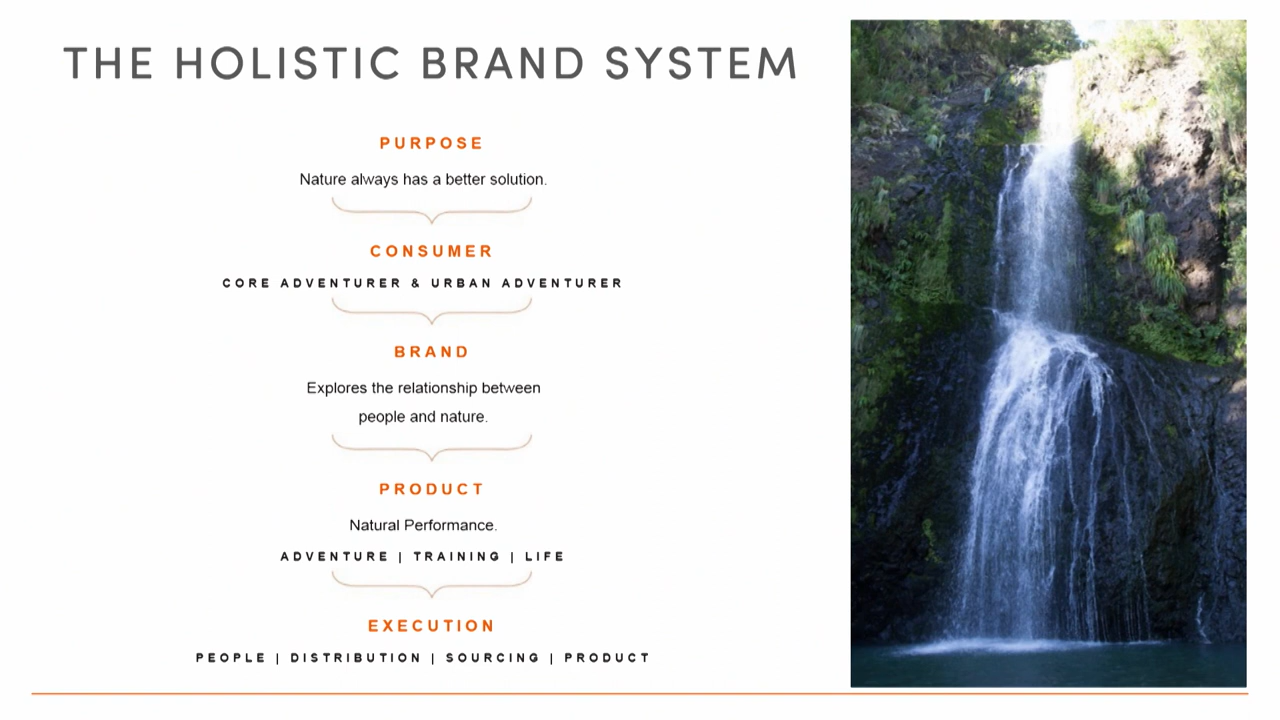 THE HOLISTIC BRAND SYSTEM
PURPOSE
Nature always has a better solution.
CONSUMER
CORE ADVENTURER & URBAN ADVENTURER
BRAND
Explores the relationship between
people and nature.
PRODUCT
Natural Performance.
ADVENTURE | TRAINING | LIFE
EXECUTION
PEOPLE | DISTRIBUTION | SOURCING | PRODUCT